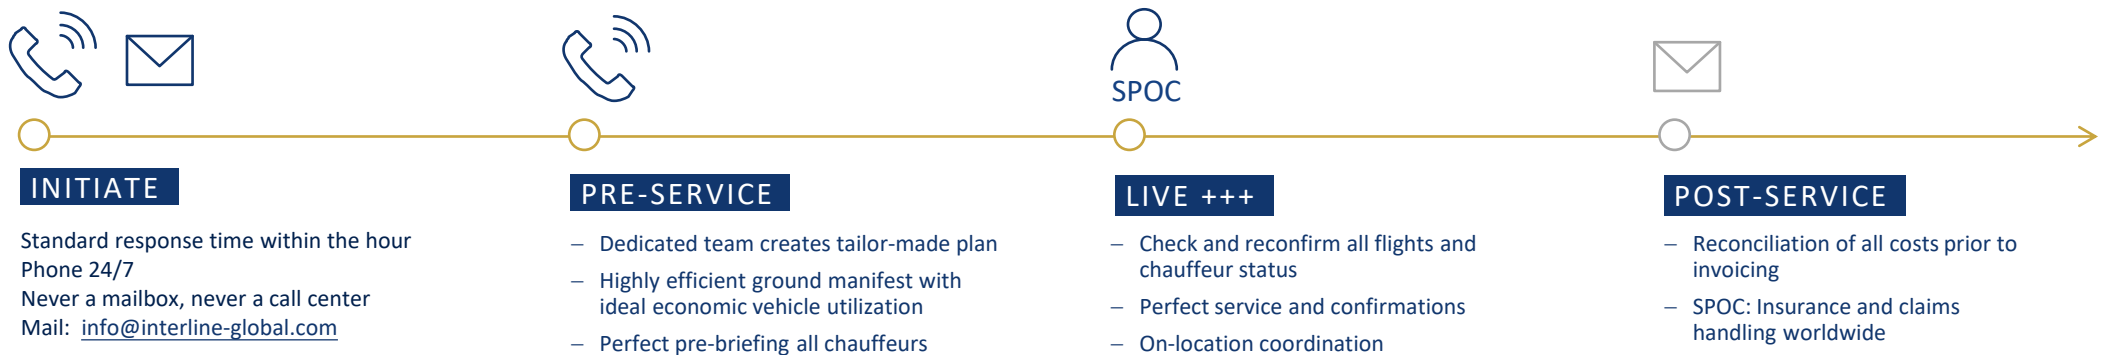 SPOC
INITIATE
Standard response time within the hour
Phone 24/7
Never a mailbox, never a call center
Mail: info@interline-global.com
PRE-SERVICE
– Dedicated team creates tailor-made plan
– Highly efficient ground manifest with
ideal economic vehicle utilization
– Perfect pre-briefing all chauffeurs
LIVE +++
– Check and reconfirm all flights and
chauffeur status
– Perfect service and confirmations
– On-location coordination
POST-SERVICE
– Reconciliation of all costs prior to
invoicing
– SPOC: Insurance and claims
handling worldwide